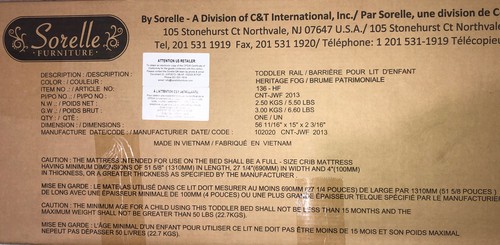 Sorelle
FURNITURE
By Sorelle - A Division of C&T International, Inc./ Par Sorelle, une division de C
105 Stonehurst Ct Northvale, NJ 07647 U.S.A./ 105 Stonehurst Ct Northvale
Tel, 201 531 1919 Fax, 201 531 1920/ Téléphone: 1 201 531-1919 Télécopie
ATTENTION US RETAILER
DESCRIPTION / DESCRIPTION : TODDLER RAIL / BARRIÈRE POUR LIT D'ENFANT
COLOR / COULEUR : HERITAGE FOG / BRUME PATRIMONIALE
ITEM NO / ARTICLE NO: 136 - HF
P/PO NO / P/PO NO : CNT-JWF 2013
N.W / POIDS NET : 2.50 KGS / 5.50 LBS
G.W / POIDS BRUT : 3.00 KGS / 6.60 LBS
QTY : / QTÉ : ONE / UN
DIMENSION / DIMENSIONS : 56 11/16" x 15" x 2 3/16"
MANUFACTURE DATE/CODE : / MANUFACTURIER DATE / CODE : 102020 CNT-JWF 2013
MADE IN VIETNAM / FABRIQUÉ EN VIETNAM
CAUTION : THE MATTRESS INTENDED FOR USE ON THE BED SHALL BE A FULL - SIZE CRIB MATTRESS
HAVING MINIMUM DIMENSIONS OF 51 5/8" (1310MM) IN LENGTH, 27 1/4"(690MM) IN WIDTH AND 4"(100MM)
IN THICKNESS, OR A GREATER THICKNESS AS SPECIFIED BY THE MANUFACTURER
MISE EN GARDE : LE MATELAS UTILISÉ DANS CE LIT DOIT MESURER AU MOINS 690MM (27 1/4 POUCES) DE LARGE PAR 1310MM (51 5/8 POUCES )
DE LONG AVEC UNE ÉPAISSEUR MINIMALE DE 100MM (4 POUCES) OU UNE PLUS GRANDE ÉPAISSEUR TELQUE SPÉCIFIÉ PAR LE MANUFACTU
CAUTION: THE MINIMUM AGE FOR A CHILD USING THIS TODDLER BED SHALL NOT BE LESS THAN 15 MONTHS AND THE
MAXIMUM WEIGHT SHALL NOT BE GREATER THAN 50 LBS (22.7KGS).
MISE EN GARDE : L'ÂGE MINIMAL D'UN ENFANT POUR UTILISER CE LIT NE DOIT PAS ÊTRE MOINS DE 15 MOIS ET SON POIDS MAXIMAL
NEPEUT PAS DÉPASSER 50 LIVRES (22.7 KGS).